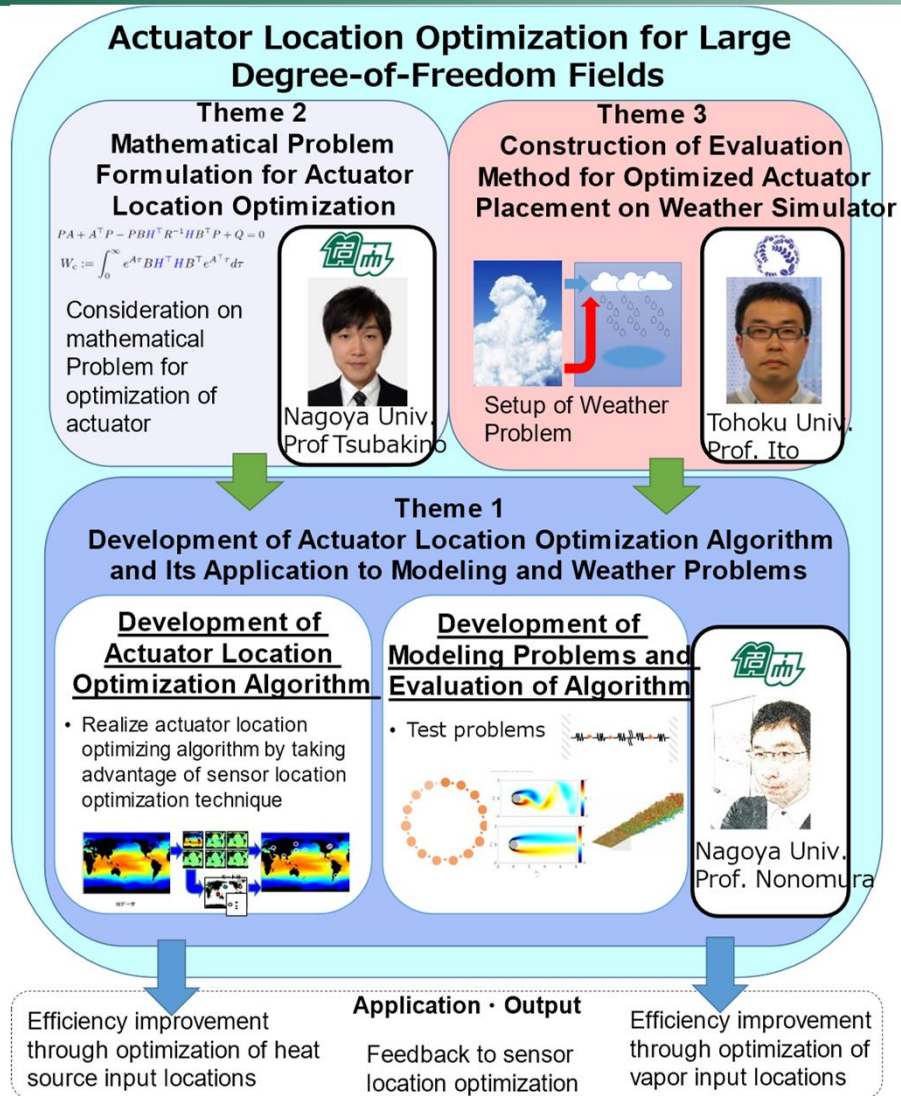 Actuator Location Optimization for Large
Degree-of-Freedom Fields
Theme 2
Mathematical Problem
Formulation for Actuator
Location Optimization
PA + A⊤P − PBH⊤R⁻¹HB⊤P + Q = 0
W_c := ∫₀^∞ e^{Aτ}BH⊤HB⊤e^{A⊤τ}dτ
Consideration on
mathematical
Problem for
optimization of
actuator
Nagoya Univ.
Prof Tsubakino
Theme 3
Construction of Evaluation
Method for Optimized Actuator
Placement on Weather Simulator
Setup of Weather
Problem
Tohoku Univ.
Prof. Ito
Theme 1
Development of Actuator Location Optimization Algorithm
and Its Application to Modeling and Weather Problems
Development of
Actuator Location
Optimization Algorithm
• Realize actuator location
optimizing algorithm by taking
advantage of sensor location
optimization technique
Development of
Modeling Problems and
Evaluation of Algorithm
• Test problems
Nagoya Univ.
Prof. Nonomura
Application・Output
Efficiency improvement
through optimization of heat
source input locations
Feedback to sensor
location optimization
Efficiency improvement
through optimization of
vapor input locations